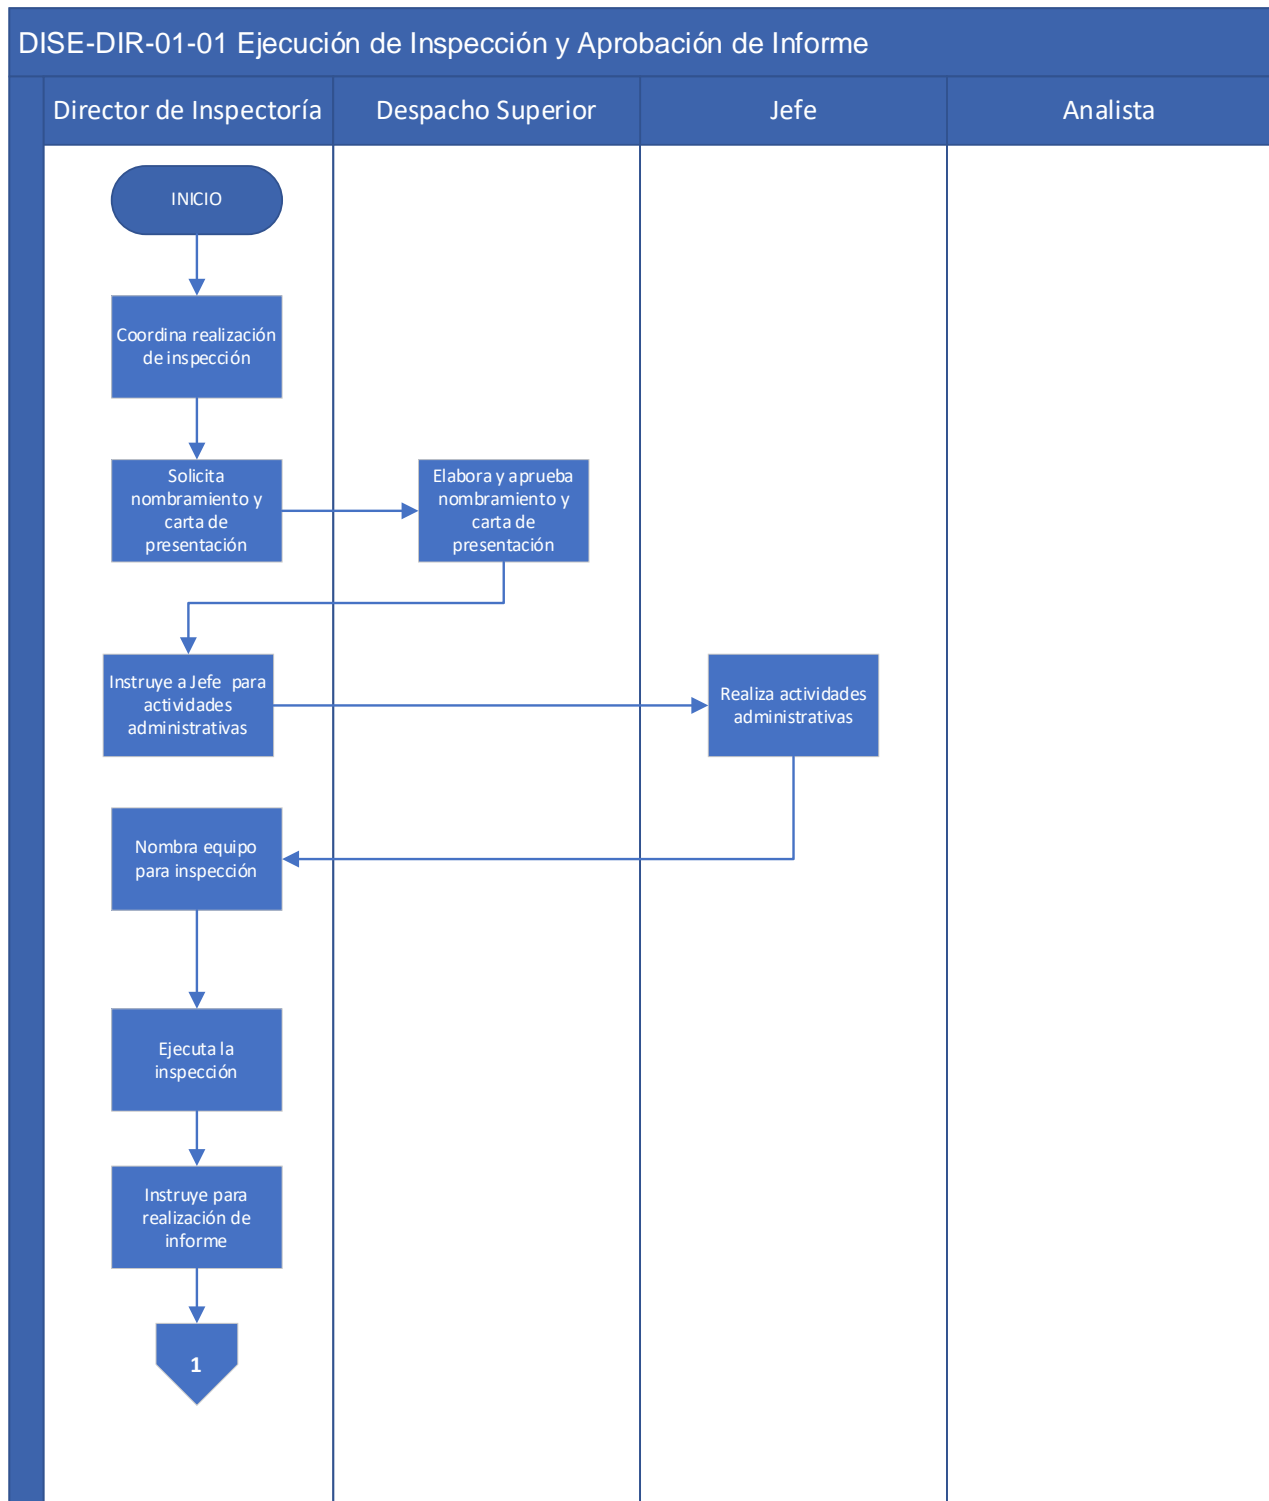 DISE-DIR-01-01 Ejecución de Inspección y Aprobación de Informe
Director de Inspectoría
Despacho Superior
Jefe
Analista
INICIO
Coordina realización
de inspección
Solicita
nombramiento y
carta de
presentación
Elabora y aprueba
nombramiento y
carta de
presentación
Instruye a Jefe para
actividades
administrativas
Realiza actividades
administrativas
Nombra equipo
para inspección
Ejecuta la
inspección
Instruye para
realización de
informe
1